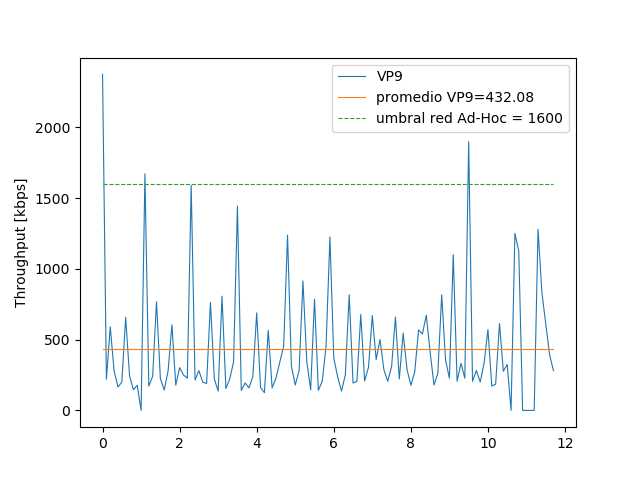 VP9
promedio VP9=432.08
umbral red Ad-Hoc = 1600
Throughput [kbps]
2000
1500
1000
500
0
0 2 4 6 8 10 12